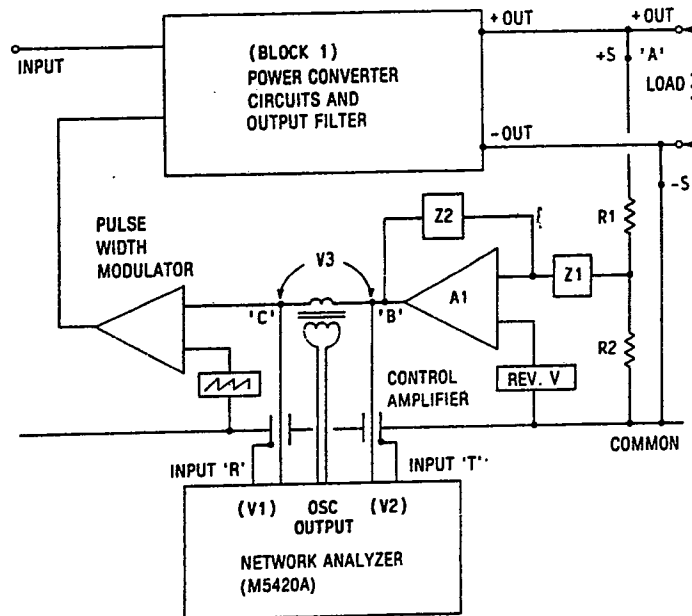 + OUT
+OUT
INPUT
(BLOCK 1)
POWER CONVERTER
CIRCUITS AND
OUTPUT FILTER
+S
'A'
LOAD
- OUT
-S
PULSE
WIDTH
MODULATOR
V3
Z2
R1
Z1
A1
'C'
'B'
R2
CONTROL
AMPLIFIER
REV. V
COMMON
INPUT 'R'
INPUT 'T'
(V1)
OSC
OUTPUT
(V2)
NETWORK ANALYZER
(M5420A)